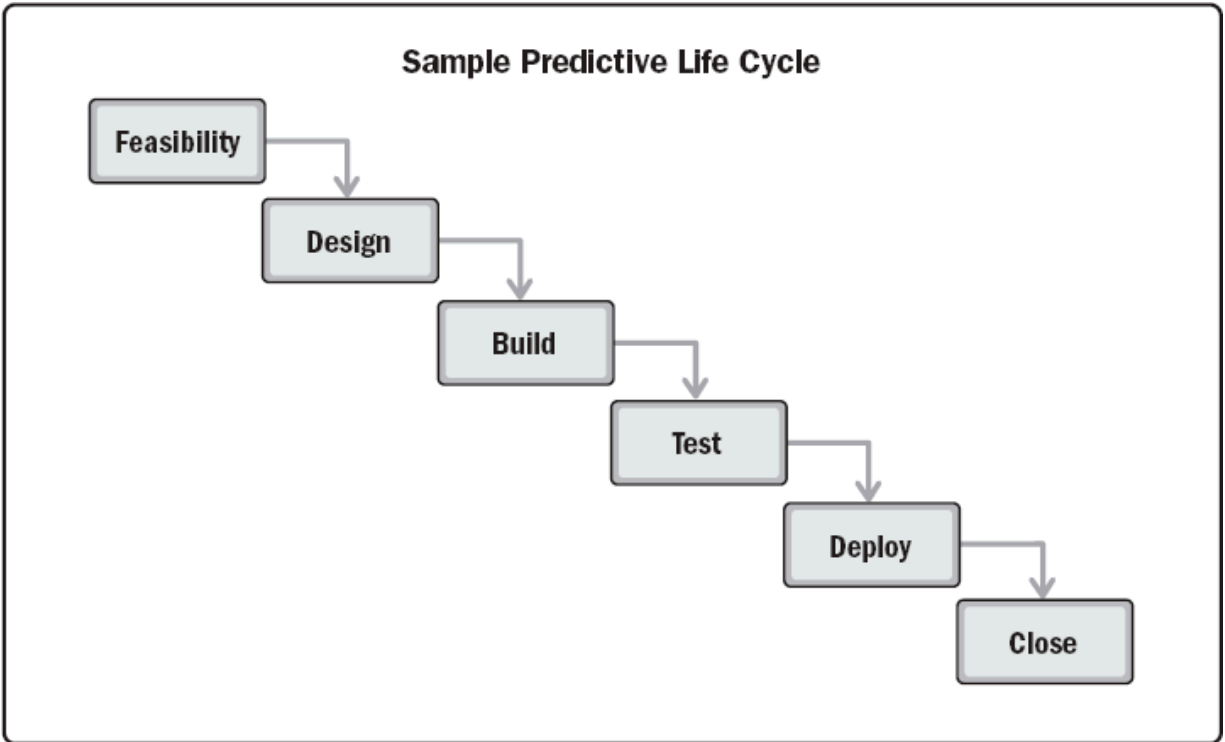 Sample Predictive Life Cycle
Feasibility
Design
Build
Test
Deploy
Close